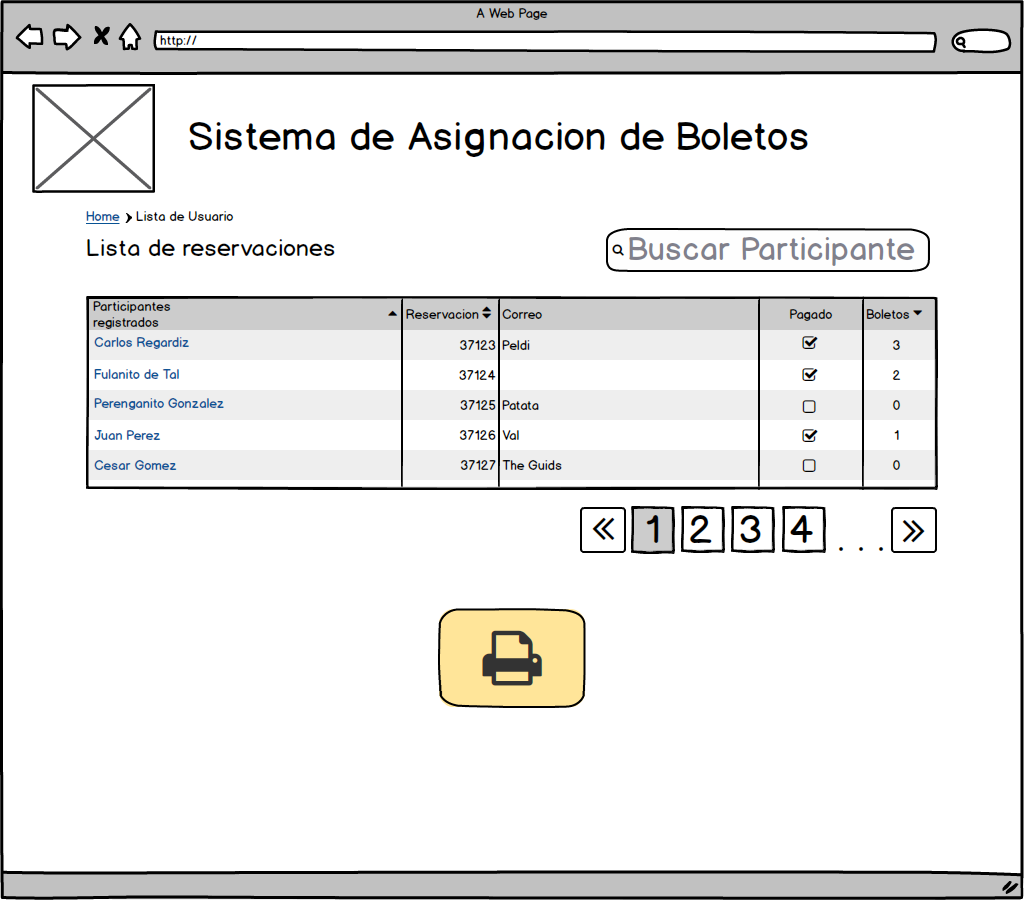 A Web Page
http://
Sistema de Asignacion de Boletos
Home Lista de Usuario
Lista de reservaciones
Buscar Participante
Participantes registrados Reservacion Correo Pagado Boletos
Carlos Regardiz 37123 Peldi 3
Fulanito de Tal 37124 2
Perenganito Gonzalez 37125 Patata 0
Juan Perez 37126 Val 1
Cesar Gomez 37127 The Guids 0
1 2 3 4 . . .